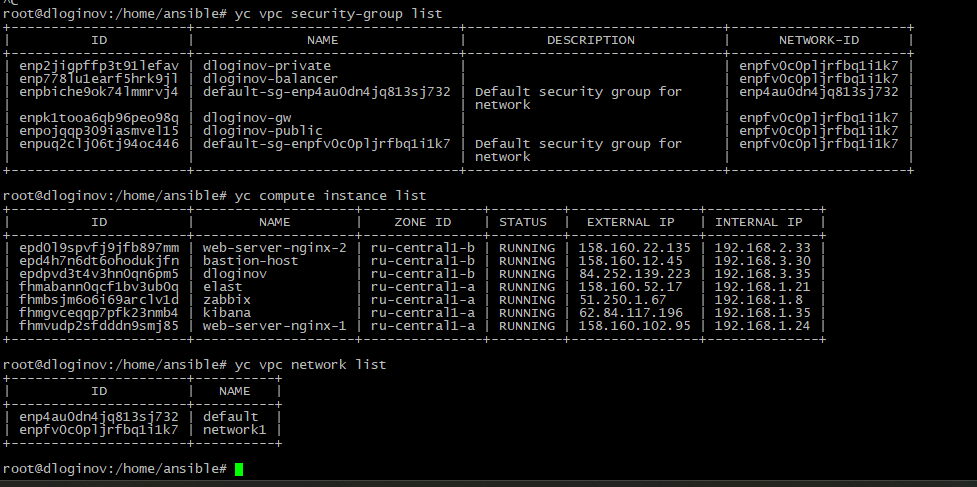 ^C
root@dloginov:/home/ansible# yc vpc security-group list
+----------------------+---------------------------------+--------------------------------+----------------------+
|          ID          |              NAME               |          DESCRIPTION           |      NETWORK-ID      |
+----------------------+---------------------------------+--------------------------------+----------------------+
| enp2jigpffp3t91lefav | dloginov-private                |                                | enpfv0c0pljrfbq1i1k7 |
| enp778lu1earf5hrk9jl | dloginov-balancer               |                                | enpfv0c0pljrfbq1i1k7 |
| enpbiche9ok74lmmrvj4 | default-sg-enp4au0dn4jq813sj732 | Default security group for     | enp4au0dn4jq813sj732 |
|                      |                                 | network                        |                      |
| enpk1tooa6qb96peo98q | dloginov-gw                     |                                | enpfv0c0pljrfbq1i1k7 |
| enpojqqp309iasmvel15 | dloginov-public                 |                                | enpfv0c0pljrfbq1i1k7 |
| enpuq2clj06tj94oc446 | default-sg-enpfv0c0pljrfbq1i1k7 | Default security group for     | enpfv0c0pljrfbq1i1k7 |
|                      |                                 | network                        |                      |
+----------------------+---------------------------------+--------------------------------+----------------------+
root@dloginov:/home/ansible# yc compute instance list
+----------------------+--------------------+---------------+---------+----------------+--------------+
|          ID          |        NAME        |    ZONE ID    | STATUS  |  EXTERNAL IP   | INTERNAL IP  |
+----------------------+--------------------+---------------+---------+----------------+--------------+
| epd0l9spvfj9jfb897mm | web-server-nginx-2 | ru-central1-b | RUNNING | 158.160.22.135 | 192.168.2.33 |
| epd4h7n6dt6ohodukjfn | bastion-host       | ru-central1-b | RUNNING | 158.160.12.45  | 192.168.3.30 |
| epdpvd3t4v3hn0qn6pm5 | dloginov           | ru-central1-b | RUNNING | 84.252.139.223 | 192.168.3.35 |
| fhmabann0qcf1bv3ub0q | elast              | ru-central1-a | RUNNING | 158.160.52.17  | 192.168.1.21 |
| fhmbsjm6o6i69arclv1d | zabbix             | ru-central1-a | RUNNING | 51.250.1.67    | 192.168.1.8  |
| fhmgvceqqp7pfk23nmb4 | kibana             | ru-central1-a | RUNNING | 62.84.117.196  | 192.168.1.35 |
| fhmvudp2sfdddn9smj85 | web-server-nginx-1 | ru-central1-a | RUNNING | 158.160.102.95 | 192.168.1.24 |
+----------------------+--------------------+---------------+---------+----------------+--------------+
root@dloginov:/home/ansible# yc vpc network list
+----------------------+----------+
|          ID          |   NAME   |
+----------------------+----------+
| enp4au0dn4jq813sj732 | default  |
| enpfv0c0pljrfbq1i1k7 | network1 |
+----------------------+----------+
root@dloginov:/home/ansible#